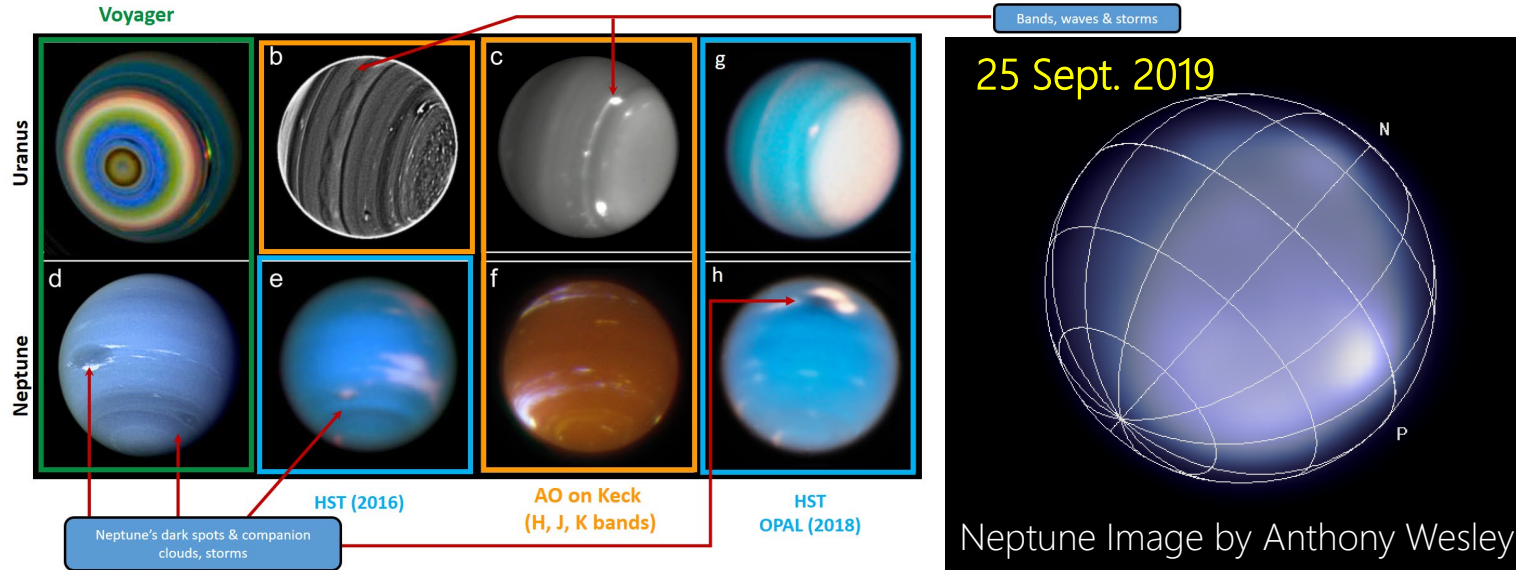 Voyager
Bands, waves & storms
Uranus
b
c
g
25 Sept. 2019
N
Neptune
d
e
f
h
P
HST (2016)
AO on Keck
(H, J, K bands)
HST
OPAL (2018)
Neptune's dark spots & companion
clouds, storms
Neptune Image by Anthony Wesley